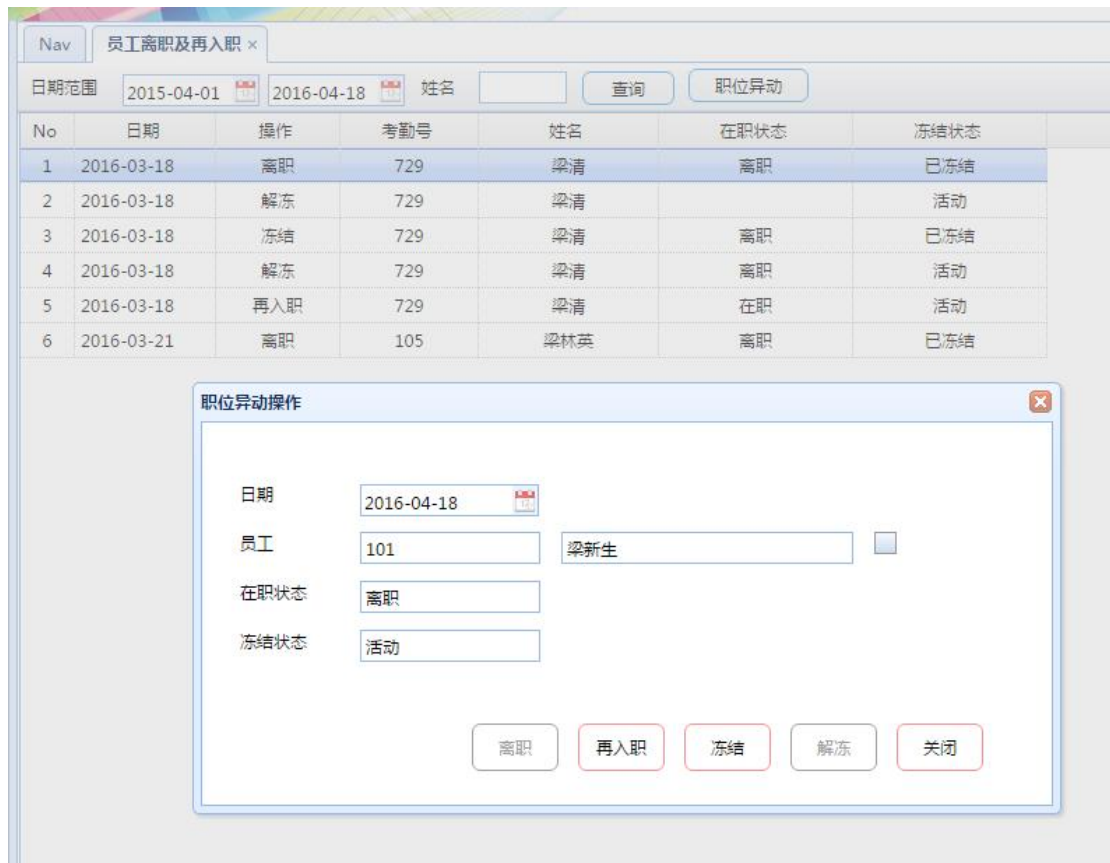 Nav 员工离职及再入职 ×
日期范围 2015-04-01 2016-04-18 姓名 查询 职位异动
No 日期 操作 考勤号 姓名 在职状态 冻结状态
1 2016-03-18 离职 729 梁清 离职 已冻结
2 2016-03-18 解冻 729 梁清 活动
3 2016-03-18 冻结 729 梁清 离职 已冻结
4 2016-03-18 解冻 729 梁清 离职 活动
5 2016-03-18 再入职 729 梁清 在职 活动
6 2016-03-21 离职 105 梁林英 离职 已冻结
职位异动操作
日期 2016-04-18
员工 101 梁新生
在职状态 离职
冻结状态 活动
离职 再入职 冻结 解冻 关闭